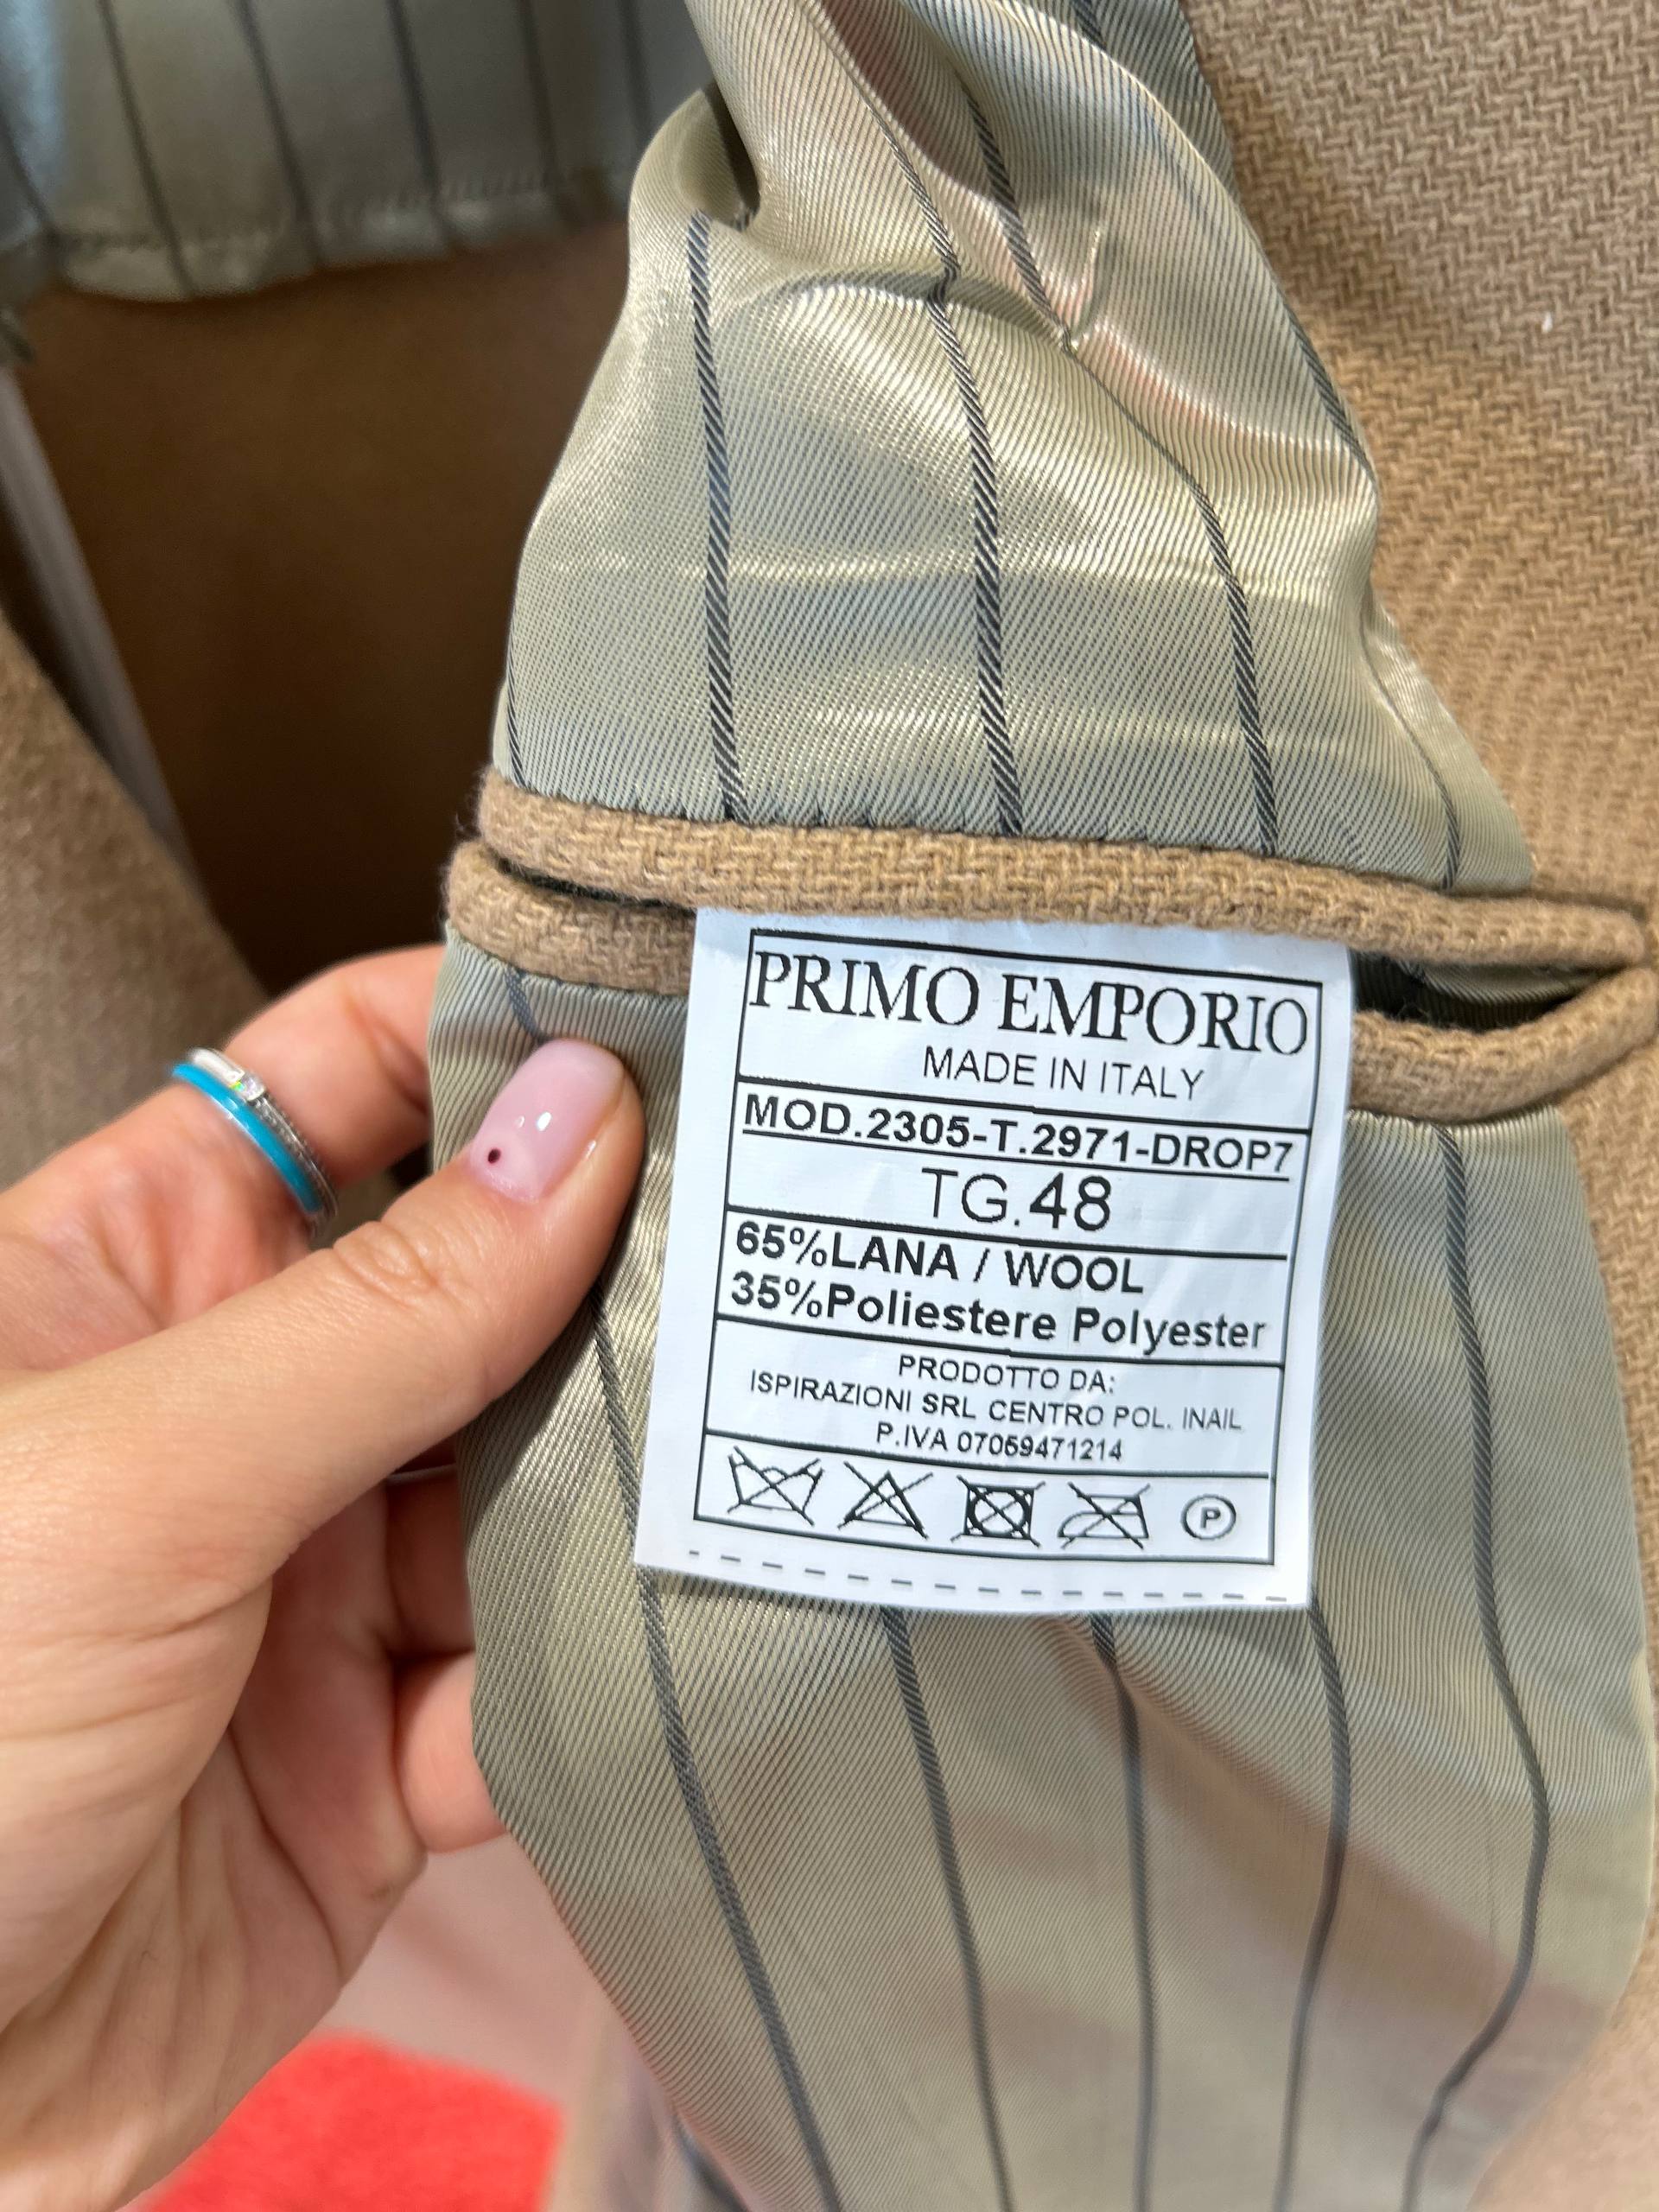 PRIMO EMPORIO
MADE IN ITALY
MOD.2305-T.2971-DROP7
TG.48
65%LANA / WOOL
35%Poliestere Polyester
PRODOTTO DA:
ISPIRAZIONI SRL CENTRO POL. INAIL
P.IVA 07059471214
P